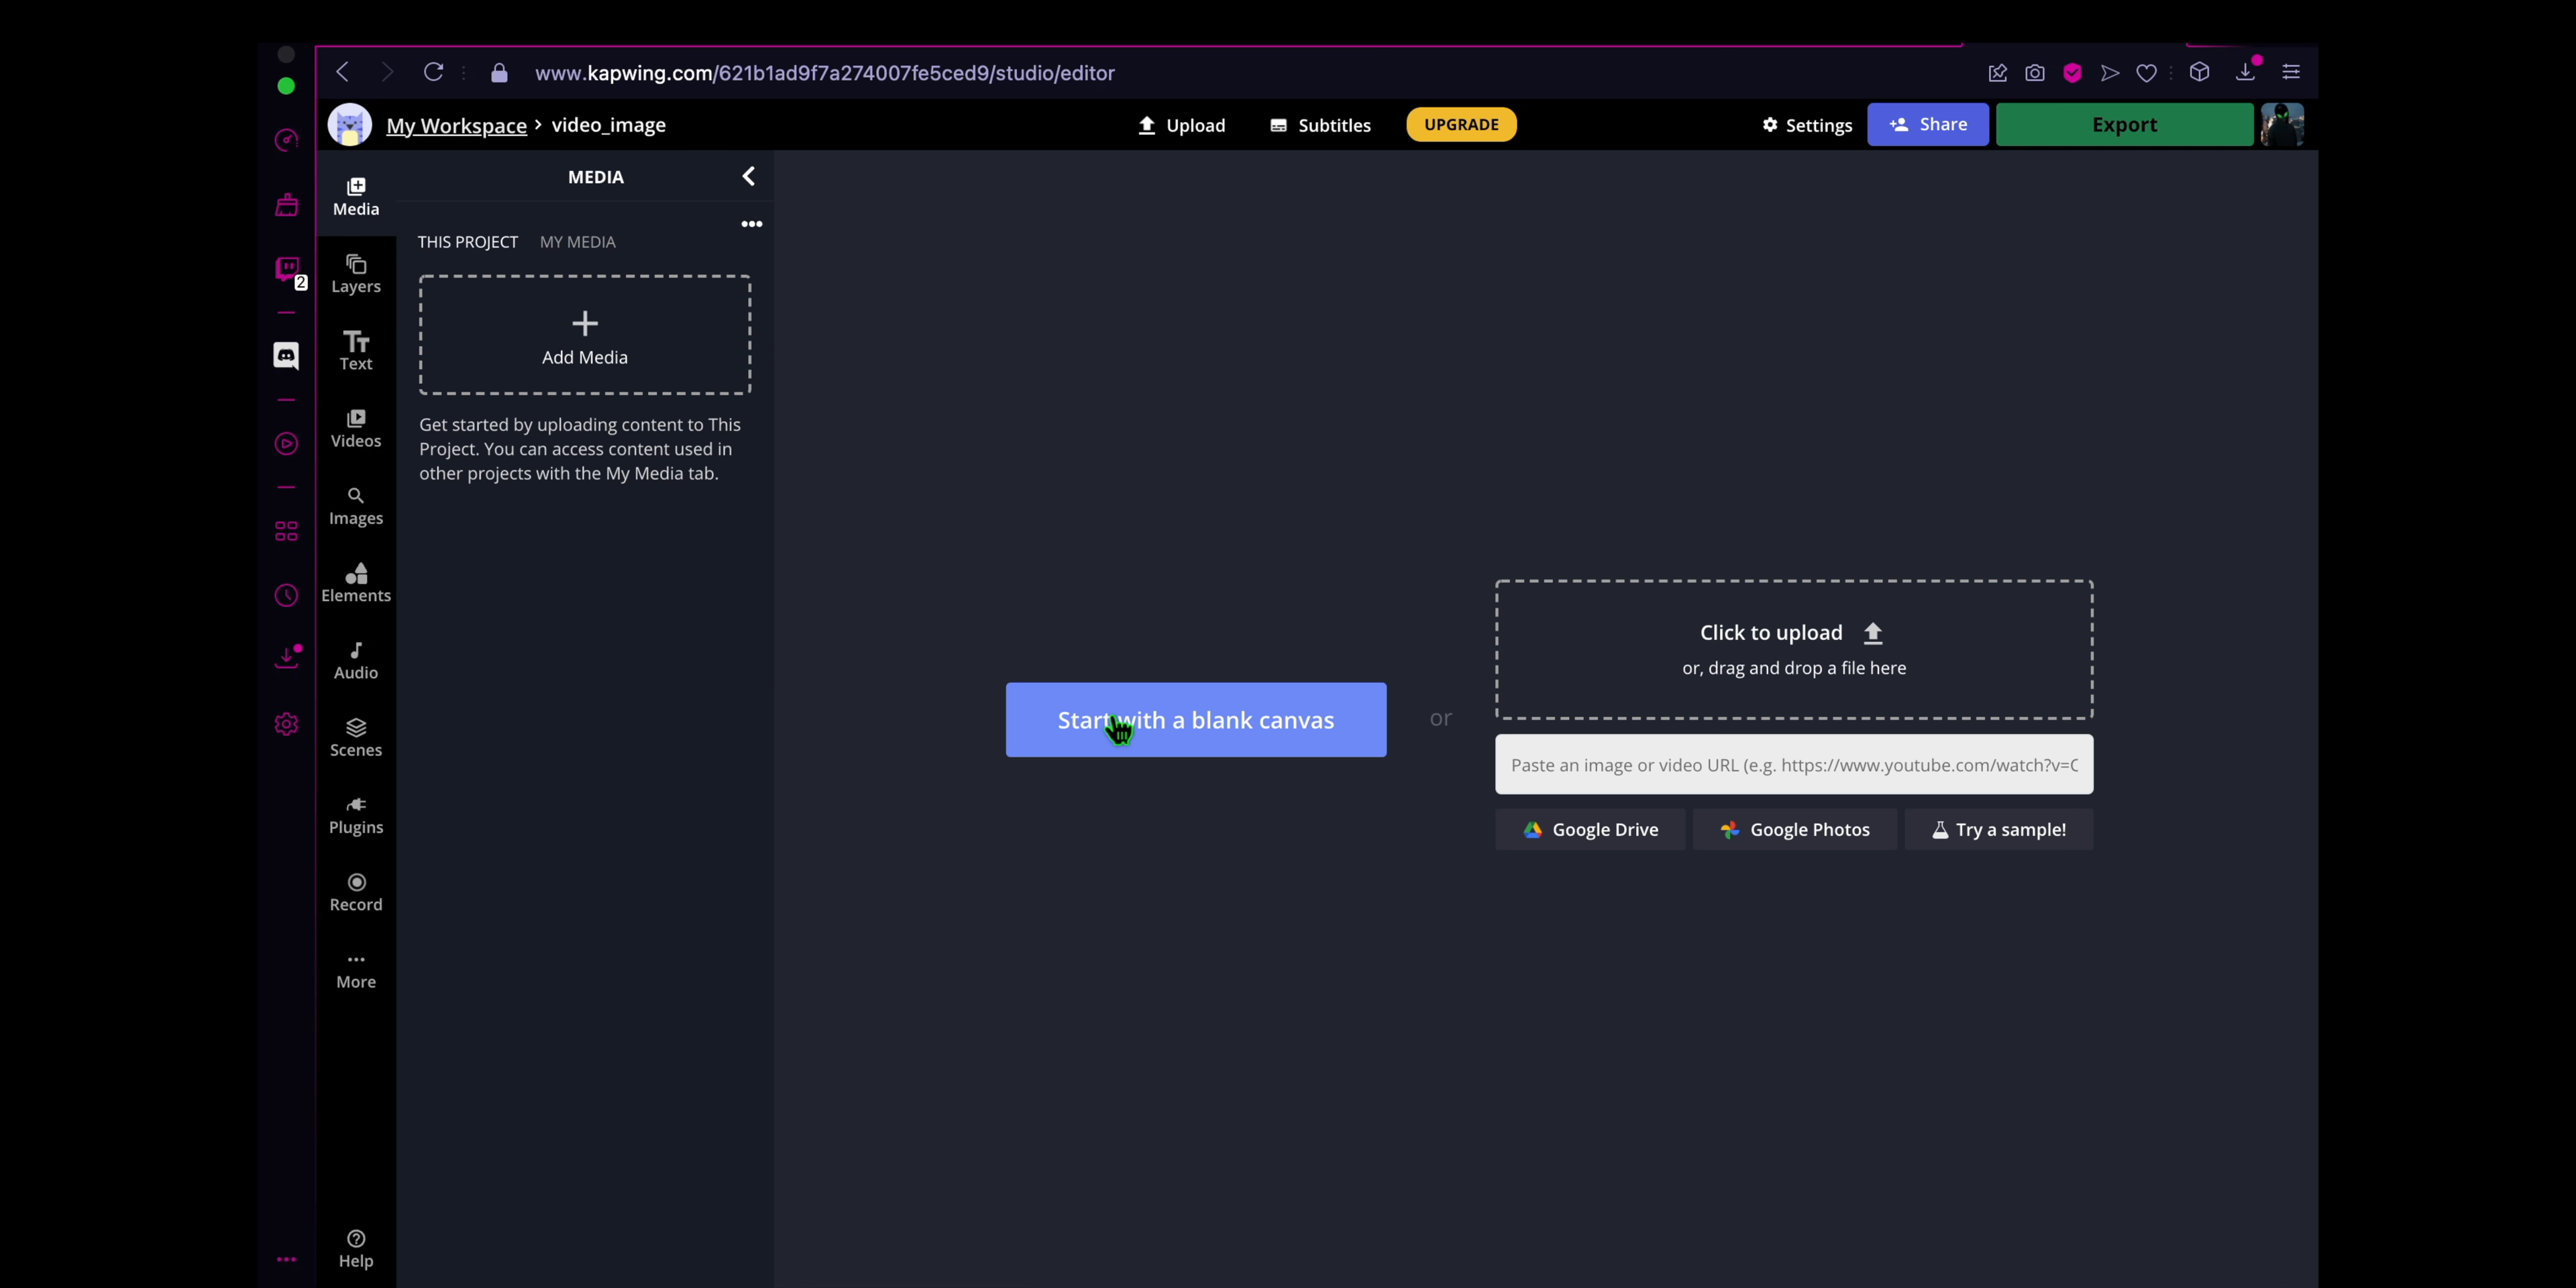 www.kapwing.com/621b1ad9f7a274007fe5ced9/studio/editor
My Workspace > video_image
Upload
Subtitles
UPGRADE
Settings
Share
Export
Media
Layers
Text
Videos
Images
Elements
Audio
Scenes
Plugins
Record
More
Help
2
MEDIA
THIS PROJECT MY MEDIA
Add Media
Get started by uploading content to This
Project. You can access content used in
other projects with the My Media tab.
Start with a blank canvas
or
Click to upload
or, drag and drop a file here
Paste an image or video URL (e.g. https://www.youtube.com/watch?v=C
Google Drive
Google Photos
Try a sample!